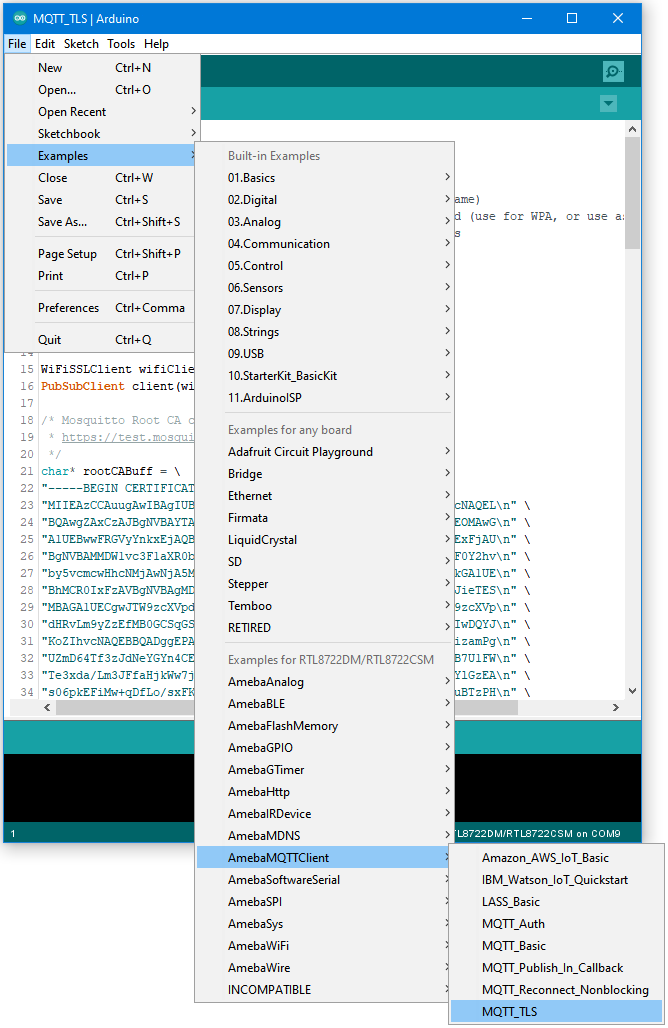 MQTT_TLS | Arduino
File Edit Sketch Tools Help
New Ctrl+N
Open... Ctrl+O
Open Recent
Sketchbook
Examples
Close Ctrl+W
Save Ctrl+S
Save As... Ctrl+Shift+S
Page Setup Ctrl+Shift+P
Print Ctrl+P
Preferences Ctrl+Comma
Quit Ctrl+Q
Built-in Examples
01.Basics
02.Digital
03.Analog
04.Communication
05.Control
06.Sensors
07.Display
08.Strings
09.USB
10.StarterKit_BasicKit
11.ArduinoISP
Examples for any board
Adafruit Circuit Playground
Bridge
Ethernet
Firmata
LiquidCrystal
SD
Stepper
Temboo
RETIRED
Examples for RTL8722DM/RTL8722CSM
AmebaAnalog
AmebaBLE
AmebaFlashMemory
AmebaGPIO
AmebaGTimer
AmebaHttp
AmebaIRDevice
AmebaMDNS
AmebaMQTTClient
AmebaSoftwareSerial
AmebaSPI
AmebaSys
AmebaWiFi
AmebaWire
INCOMPATIBLE
Amazon_AWS_IoT_Basic
IBM_Watson_IoT_Quickstart
LASS_Basic
MQTT_Auth
MQTT_Basic
MQTT_Publish_In_Callback
MQTT_Reconnect_Nonblocking
MQTT_TLS
ame)
d (use for WPA, or use as
s
14
15 WiFiSSLClient wifiClie
16 PubSubClient client(wi
17
18 /* Mosquitto Root CA c
19 * https://test.mosqui
20 */
21 char* rootCABuff = \
22 "-----BEGIN CERTIFICAT
23 "MIIEAzCCAuugAwIBAgIUB cNAQEL\n" \
24 "BQAwgZAxCzAJBgNVBAYTA EOMAwG\n" \
25 "A1UEBwwFRGVyYnkxEjAQB ExFjAU\n" \
26 "BgNVBAMMDW1vc3F1aXR0b F0Y2hv\n" \
27 "by5vcmcwHhcNMjAwNjA5M kGA1UE\n" \
28 "BhMCR0IxFzAVBgNVBAgMD JieTES\n" \
29 "MBAGA1UECgwJTW9zcXVpd 9zcXVp\n" \
30 "dHRvLm9yZzEfMB0GCSqGS IwDQYJ\n" \
31 "KoZIhvcNAQEBBQADggEPA izamPg\n" \
32 "UZmD64Tf3zJdNeYGYn4CE B7U1FW\n" \
33 "Te3xda/Lm3JFfaHjkWw7j Y1GzEA\n" \
34 "s06pkEFiMw+qDfLo/sxFK uBTzPH\n" \
1 TL8722DM/RTL8722CSM on COM9